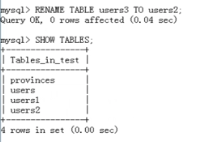 mysql> RENAME TABLE users3 TO users2;
Query OK, 0 rows affected (0.04 sec)
mysql> SHOW TABLES;
+----------------+
| Tables_in_test |
+----------------+
| provinces      |
| users          |
| users1         |
| users2         |
+----------------+
4 rows in set (0.00 sec)